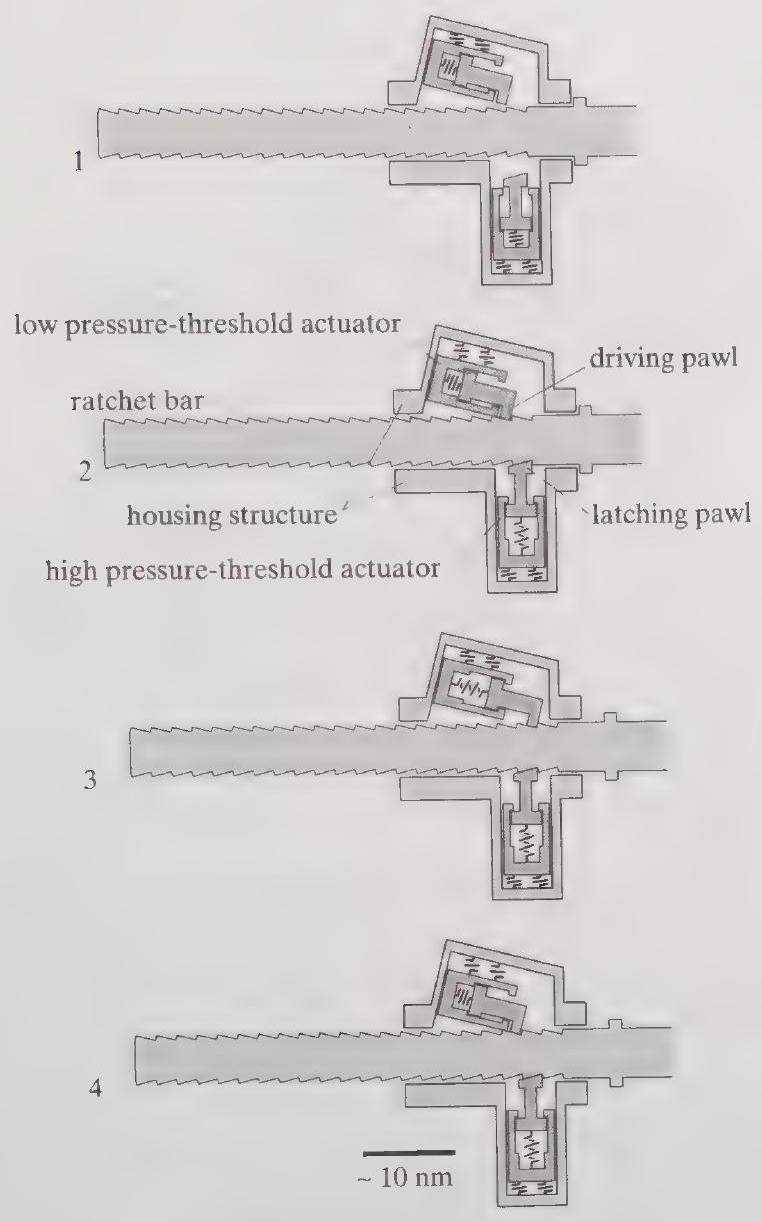 1
low pressure-threshold actuator
driving pawl
ratchet bar
2
housing structure
latching pawl
high pressure-threshold actuator
3
4
~ 10 nm